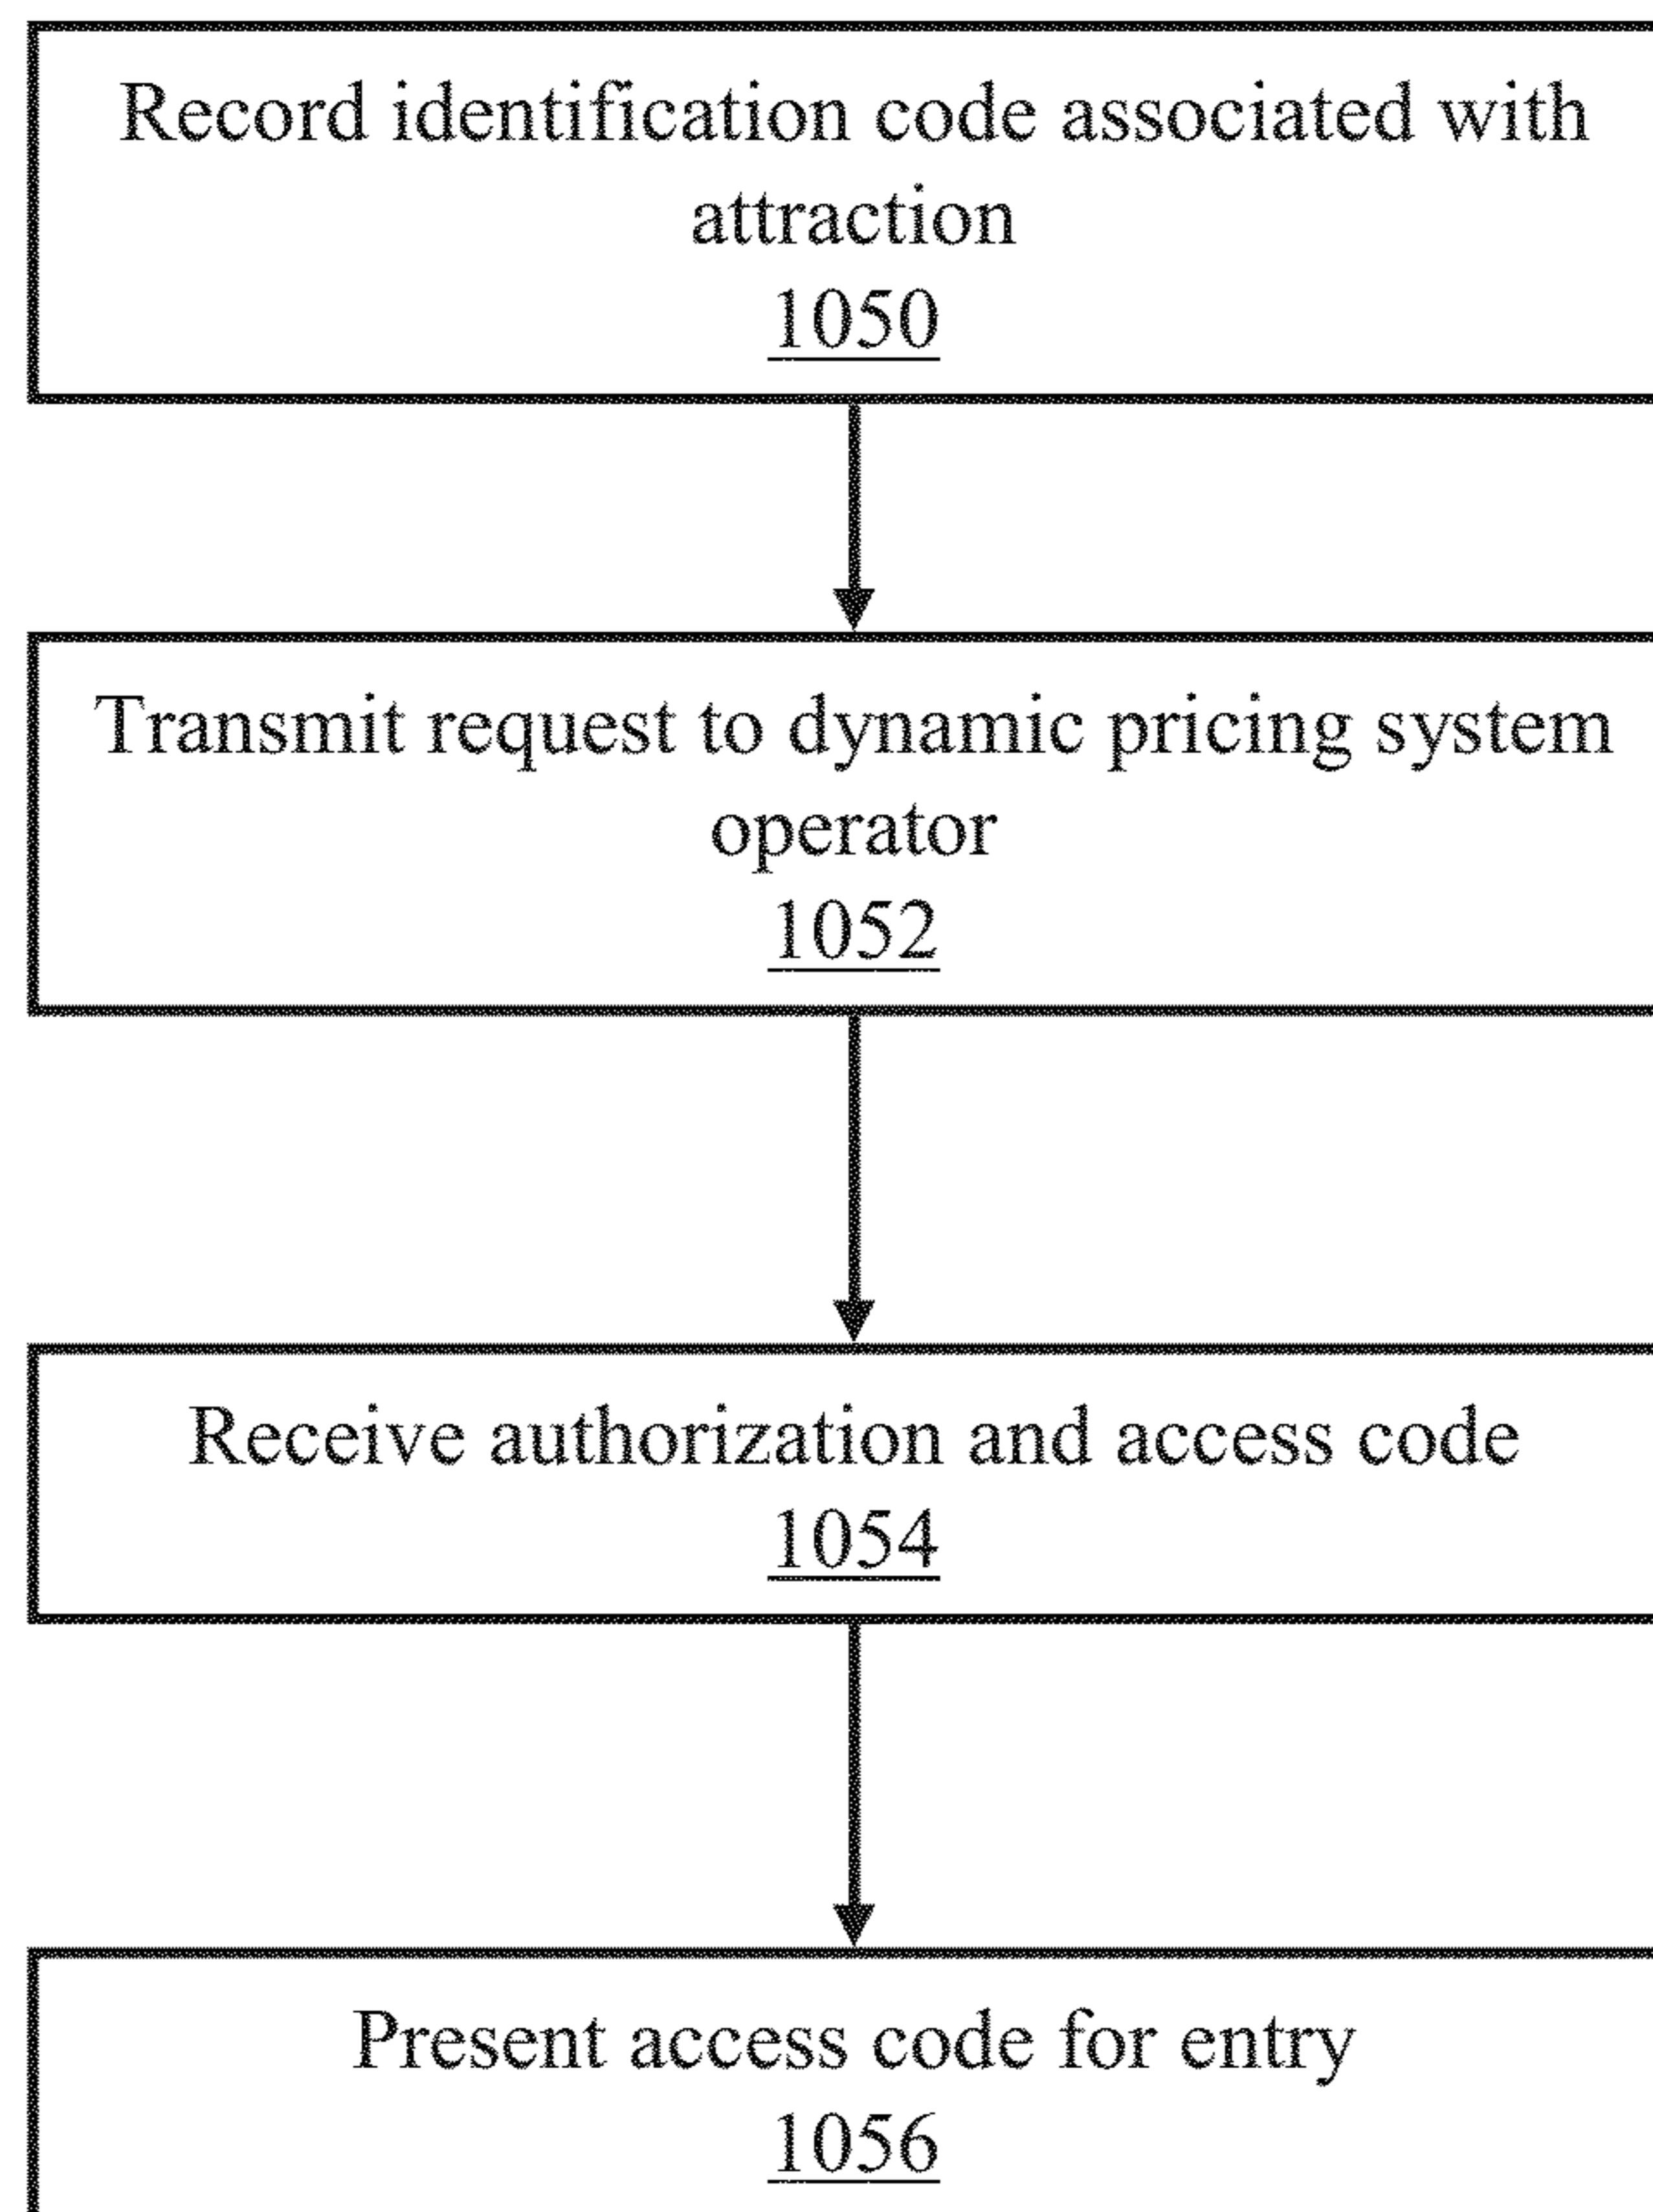 Record identification code associated with
attraction
1050
Transmit request to dynamic pricing system
operator
1052
Receive authorization and access code
1054
Present access code for entry
1056